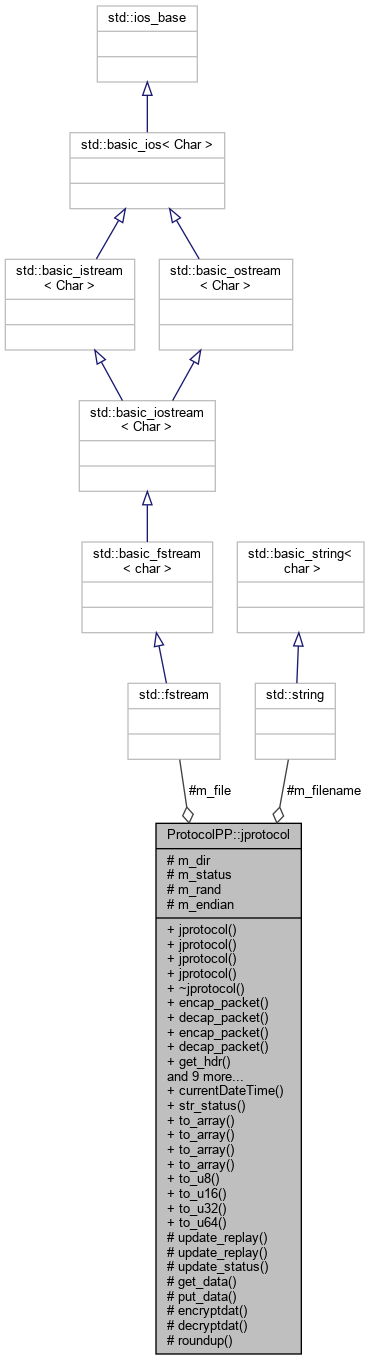 std::ios_base
std::basic_ios< Char >
std::basic_istream
< Char >
std::basic_ostream
< Char >
std::basic_iostream
< Char >
std::basic_fstream
< char >
std::basic_string<
char >
std::fstream
std::string
#m_file
#m_filename
ProtocolPP::jprotocol
# m_dir
# m_status
# m_rand
# m_endian
+ jprotocol()
+ jprotocol()
+ jprotocol()
+ jprotocol()
+ ~jprotocol()
+ encap_packet()
+ decap_packet()
+ encap_packet()
+ decap_packet()
+ get_hdr()
and 9 more...
+ currentDateTime()
+ str_status()
+ to_array()
+ to_array()
+ to_array()
+ to_array()
+ to_u8()
+ to_u16()
+ to_u32()
+ to_u64()
# update_replay()
# update_replay()
# update_status()
# get_data()
# put_data()
# encryptdat()
# decryptdat()
# roundup()